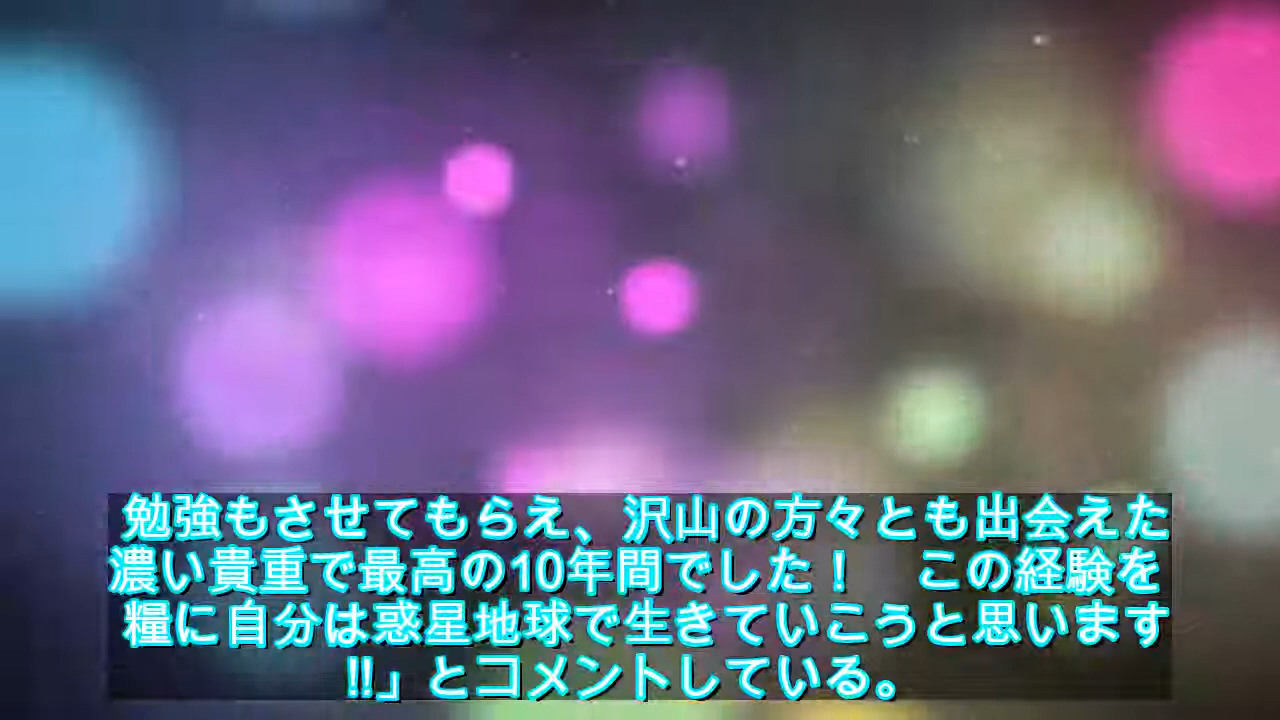 勉強もさせてもらえ、沢山の方々とも出会えた
濃い貴重で最高の10年間でした！　この経験を
糧に自分は惑星地球で生きていこうと思います
!!」とコメントしている。